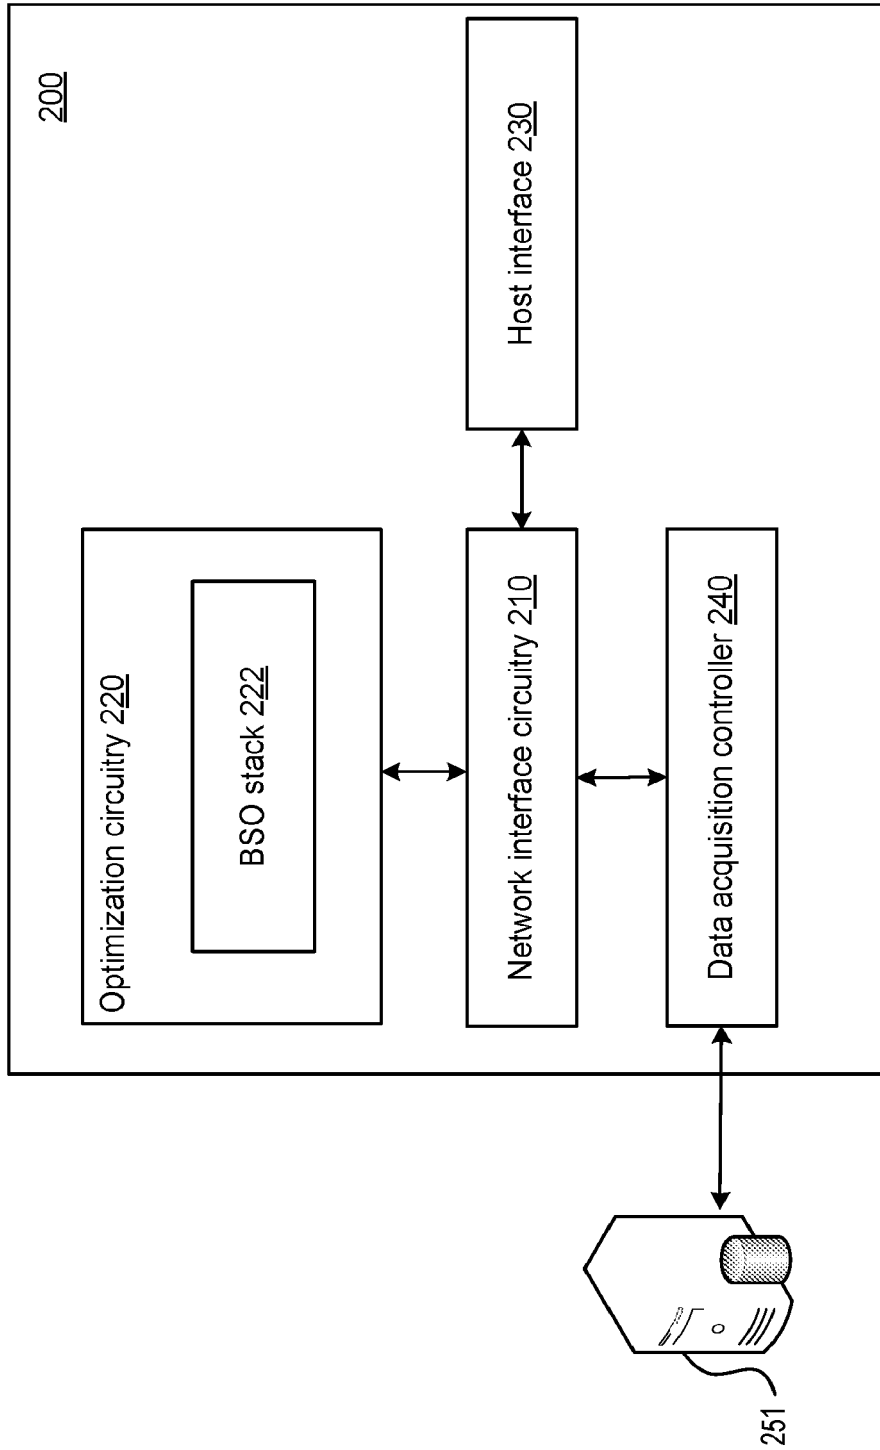 200
Optimization circuitry 220
BSO stack 222
Network interface circuitry 210
Host interface 230
Data acquisition controller 240
251